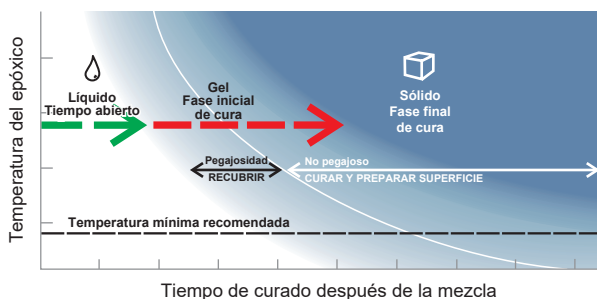 Temperatura del epóxico
Líquido
Tiempo abierto
Gel
Fase inicial
de cura
Sólido
Fase final
de cura
Pegajosidad
RECUBRIR
No pegajoso
CURAR Y PREPARAR SUPERFICIE
Temperatura mínima recomendada
Tiempo de curado después de la mezcla